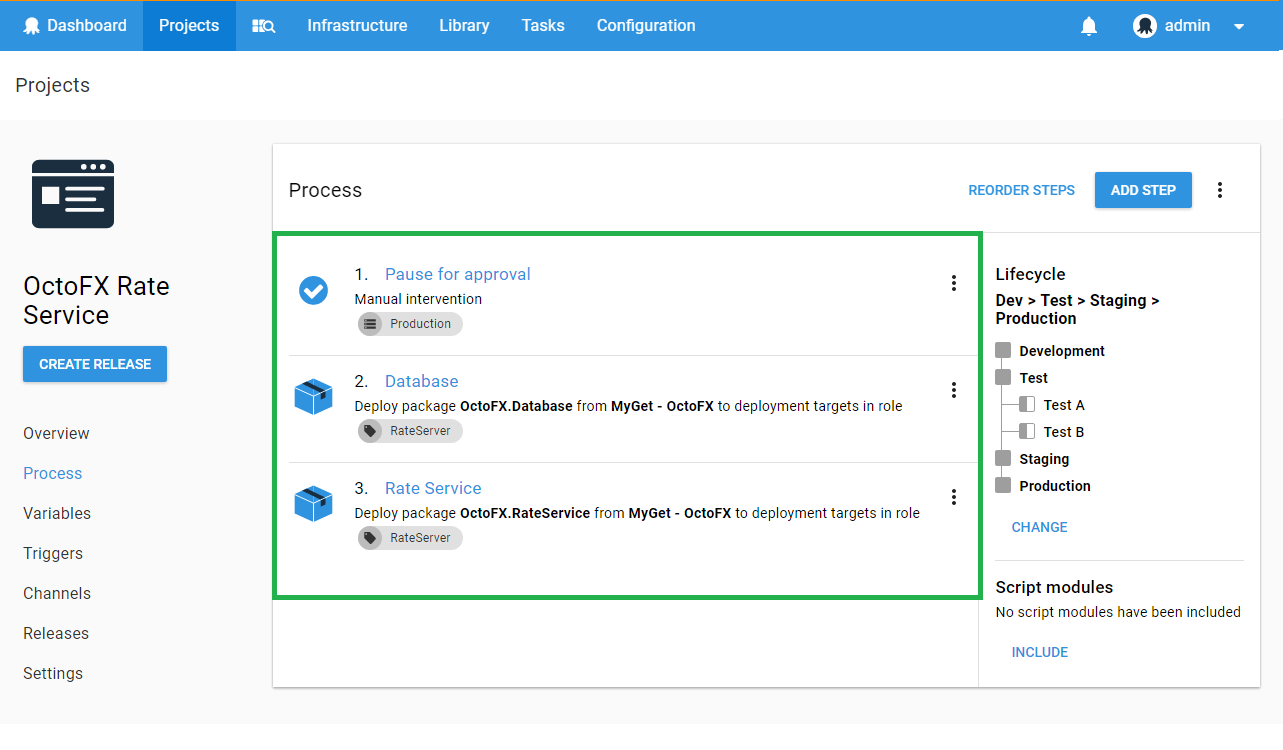 Dashboard
Projects
Infrastructure
Library
Tasks
Configuration
admin
Projects
OctoFX Rate
Service
CREATE RELEASE
Overview
Process
Variables
Triggers
Channels
Releases
Settings
Process
REORDER STEPS
ADD STEP
1. Pause for approval
Manual intervention
Production
2. Database
Deploy package OctoFX.Database from MyGet - OctoFX to deployment targets in role
RateServer
3. Rate Service
Deploy package OctoFX.RateService from MyGet - OctoFX to deployment targets in role
RateServer
Lifecycle
Dev > Test > Staging >
Production
Development
Test
Test A
Test B
Staging
Production
CHANGE
Script modules
No script modules have been included
INCLUDE